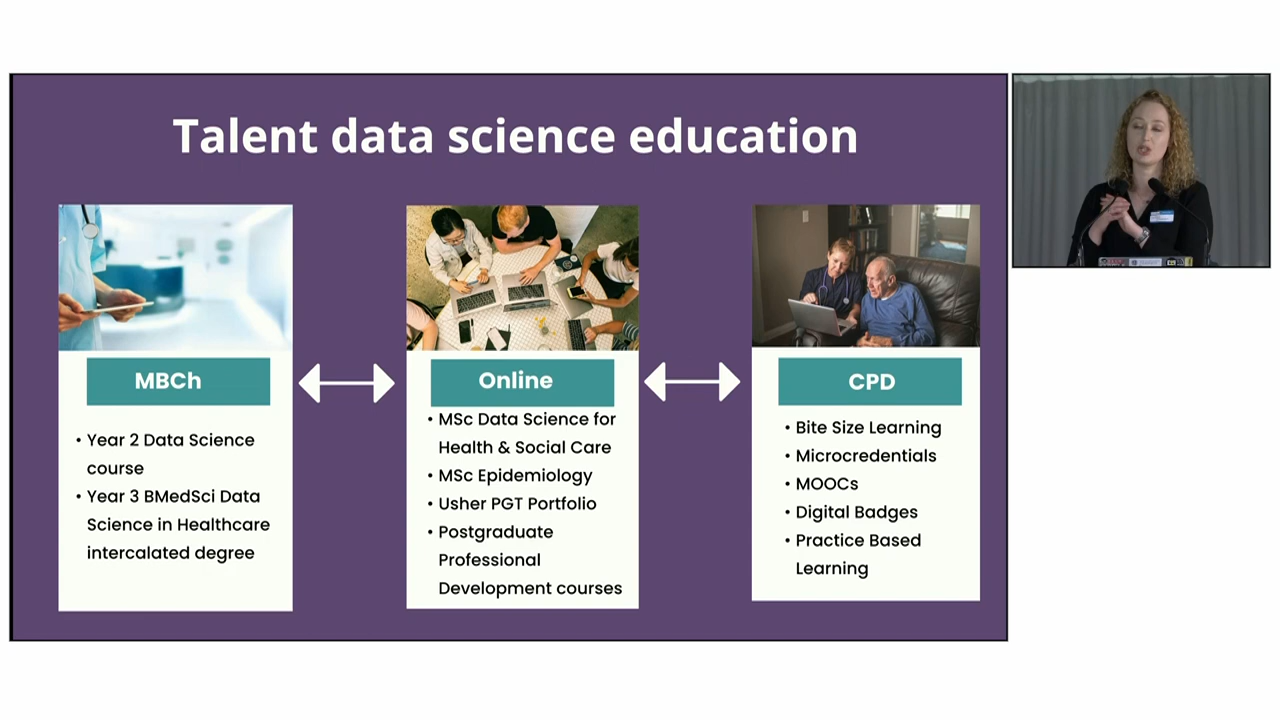 Talent data science education
MBCh
• Year 2 Data Science
course
• Year 3 BMedSci Data
Science in Healthcare
intercalated degree
Online
• MSc Data Science for
Health & Social Care
• MSc Epidemiology
• Usher PGT Portfolio
• Postgraduate
Professional
Development courses
CPD
• Bite Size Learning
• Microcredentials
• MOOCs
• Digital Badges
• Practice Based
Learning